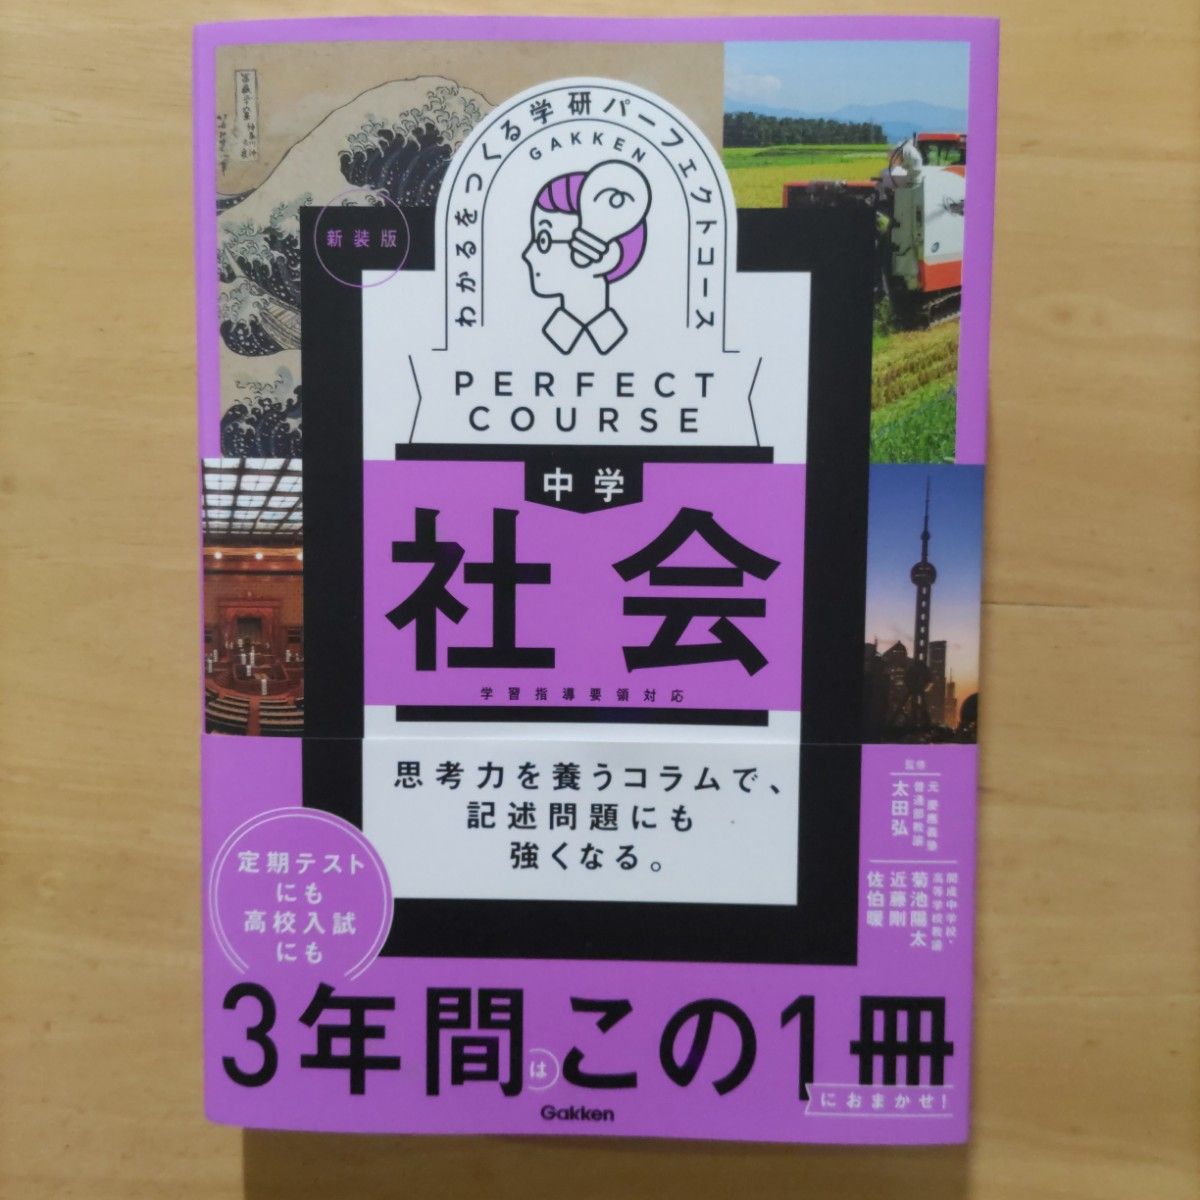 わかるをつくる学研パーフェクトコース
GAKKEN
新装版
PERFECT
COURSE
中学
社会
学習指導要領対応
思考力を養うコラムで、
記述問題にも
強くなる。
監修
元 慶應義塾
普通部教諭
太田弘
開成中学校・
高等学校教諭
菊池陽太
近藤剛
佐伯暖
定期テスト
にも
高校入試
にも
3年間はこの1冊
におまかせ!
Gakken